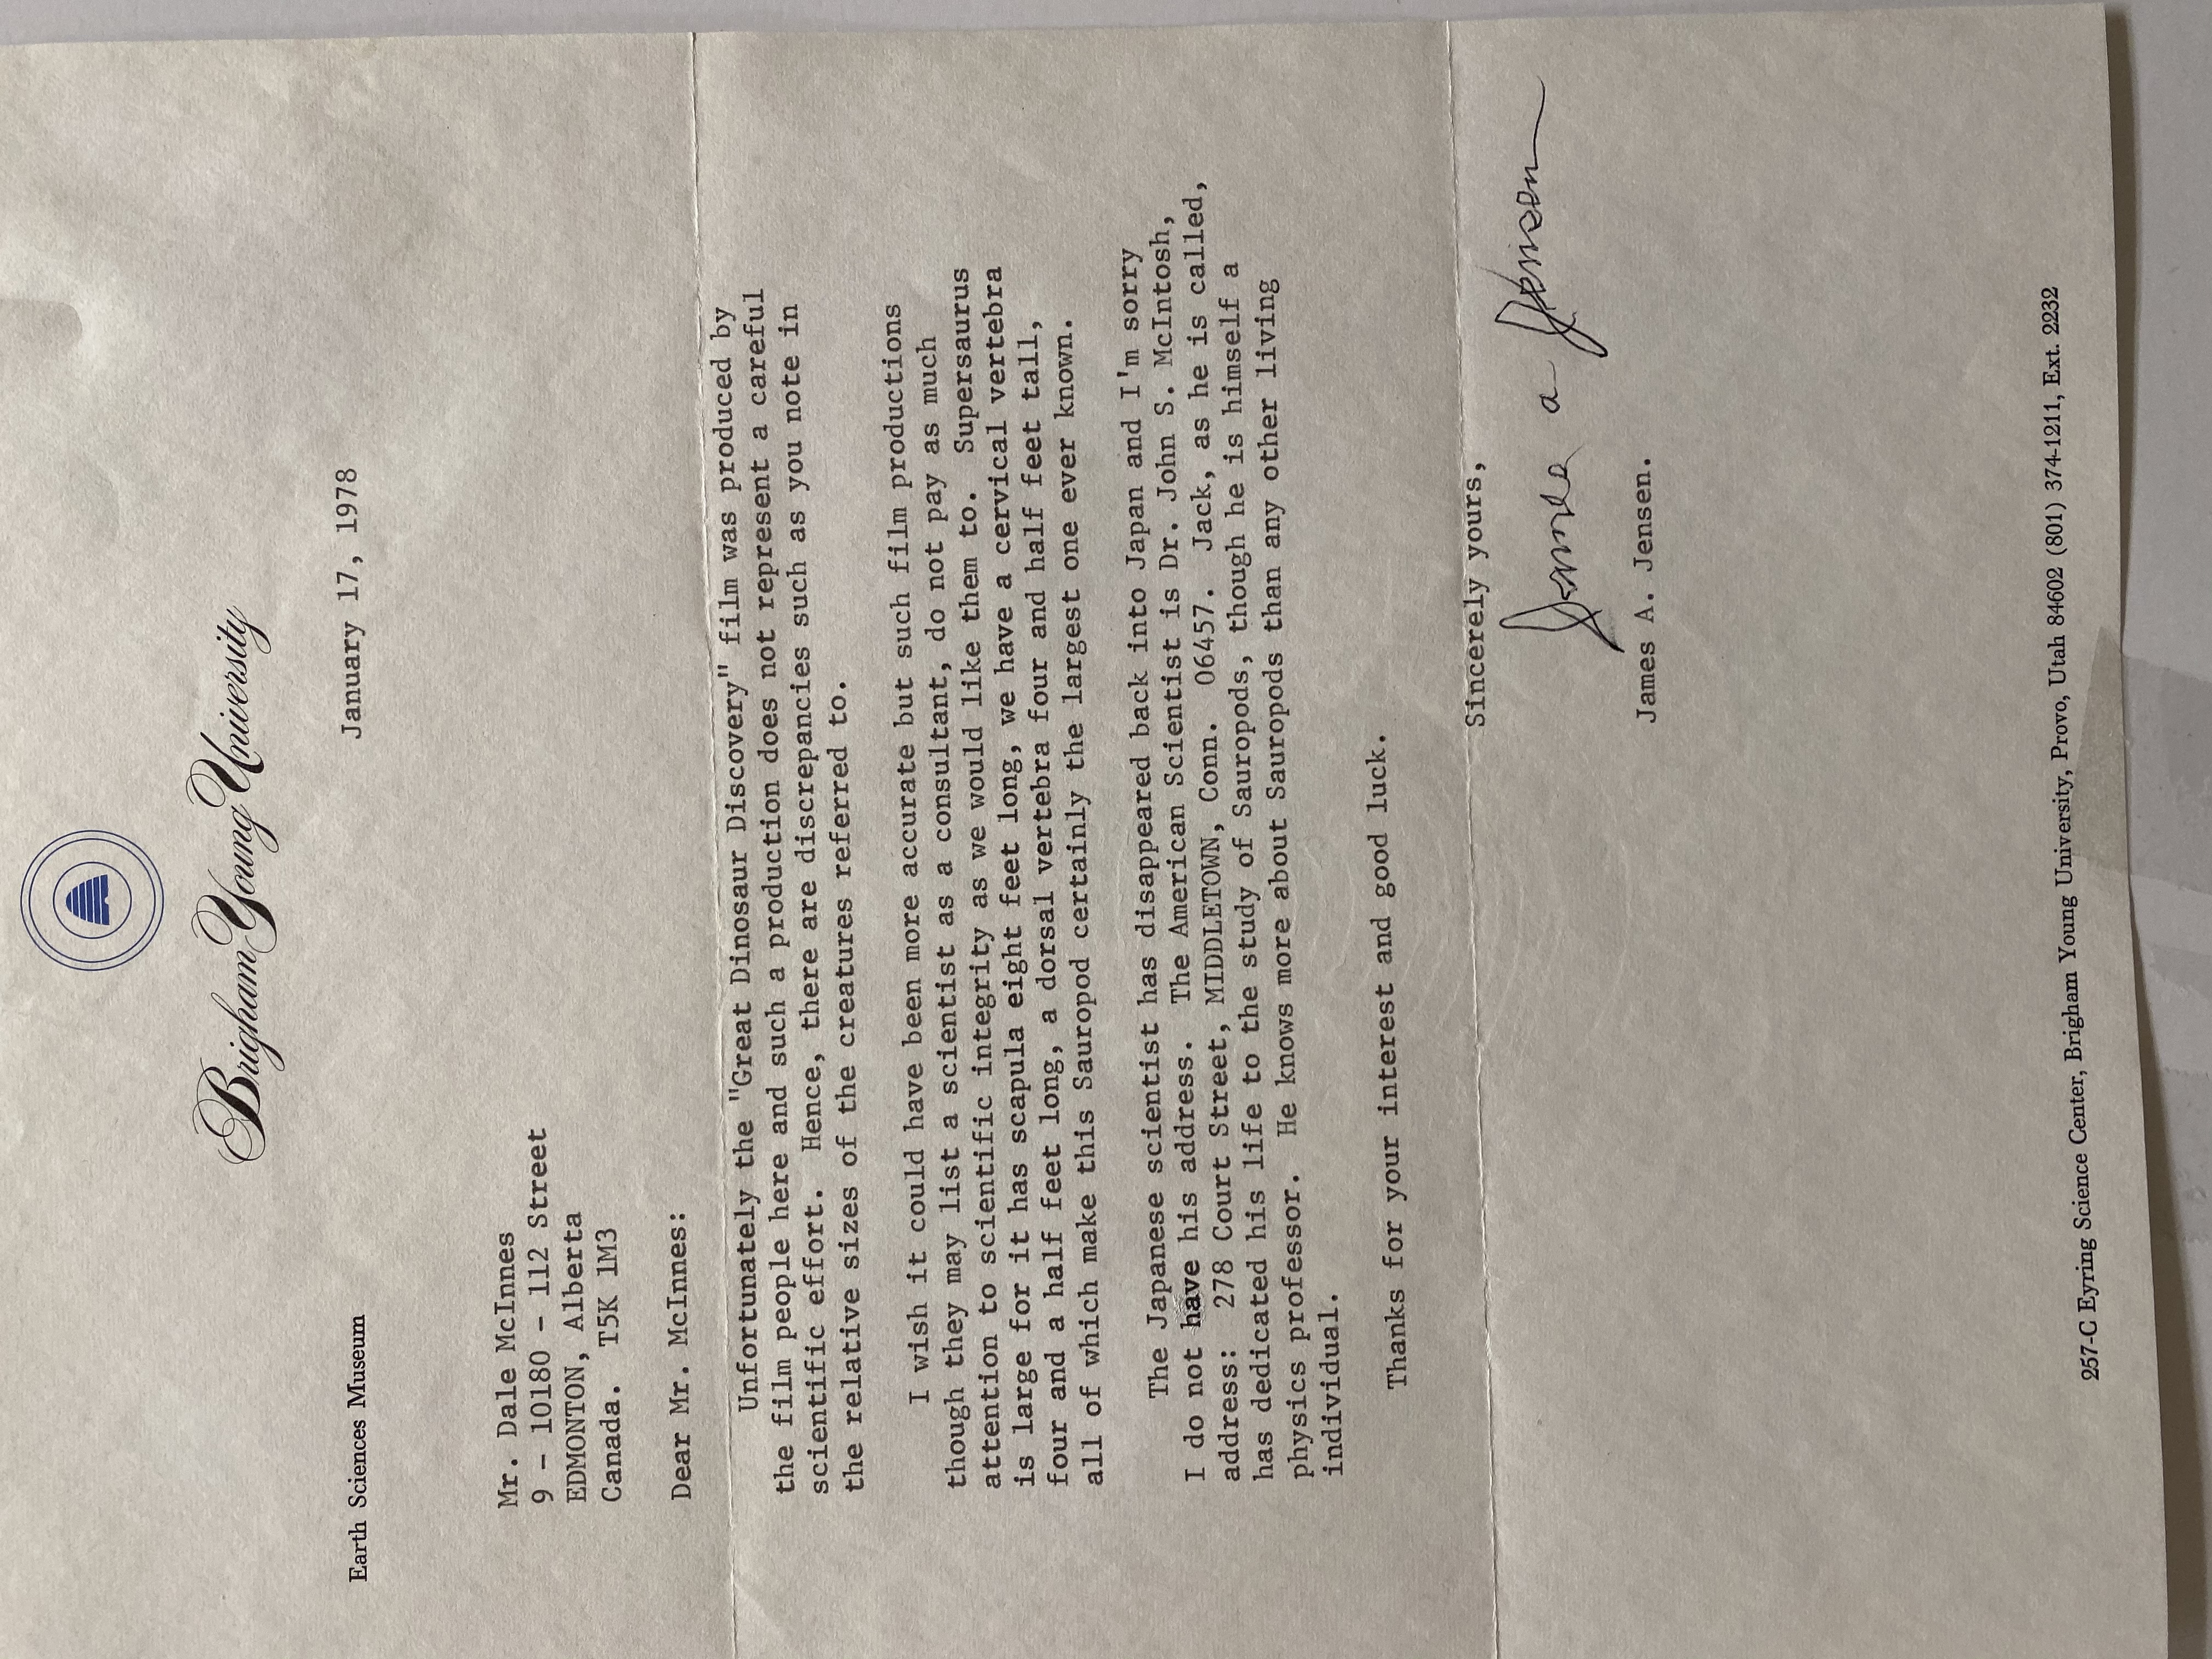 Brigham Young University
Earth Sciences Museum
January 17, 1978
Mr. Dale McInnes
9 - 10180 - 112 Street
EDMONTON, Alberta
Canada.  T5K 1M3
Dear Mr. McInnes:
Unfortunately the "Great Dinosaur Discovery" film was produced by
the film people here and such a production does not represent a careful
scientific effort.  Hence, there are discrepancies such as you note in
the relative sizes of the creatures referred to.
I wish it could have been more accurate but such film productions
though they may list a scientist as a consultant, do not pay as much
attention to scientific integrity as we would like them to.  Supersaurus
is large for it has scapula eight feet long, we have a cervical vertebra
four and a half feet long, a dorsal vertebra four and half feet tall,
all of which make this Sauropod certainly the largest one ever known.
The Japanese scientist has disappeared back into Japan and I'm sorry
I do not have his address.  The American Scientist is Dr. John S. McIntosh,
address:  278 Court Street, MIDDLETOWN, Conn.  06457.  Jack, as he is called,
has dedicated his life to the study of Sauropods, though he is himself a
physics professor.  He knows more about Sauropods than any other living
individual.
Thanks for your interest and good luck.
Sincerely yours,
James a Jensen
James A. Jensen.
257-C Eyring Science Center, Brigham Young University, Provo, Utah 84602 (801) 374-1211, Ext. 2232